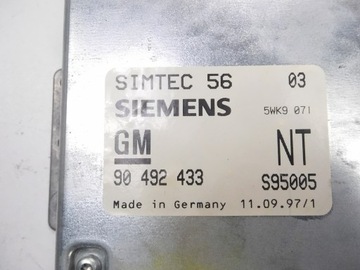 SIMTEC 56 03
SIEMENS 5WK9 071
GM NT
90 492 433 S95005
Made in Germany 11.09.97/1